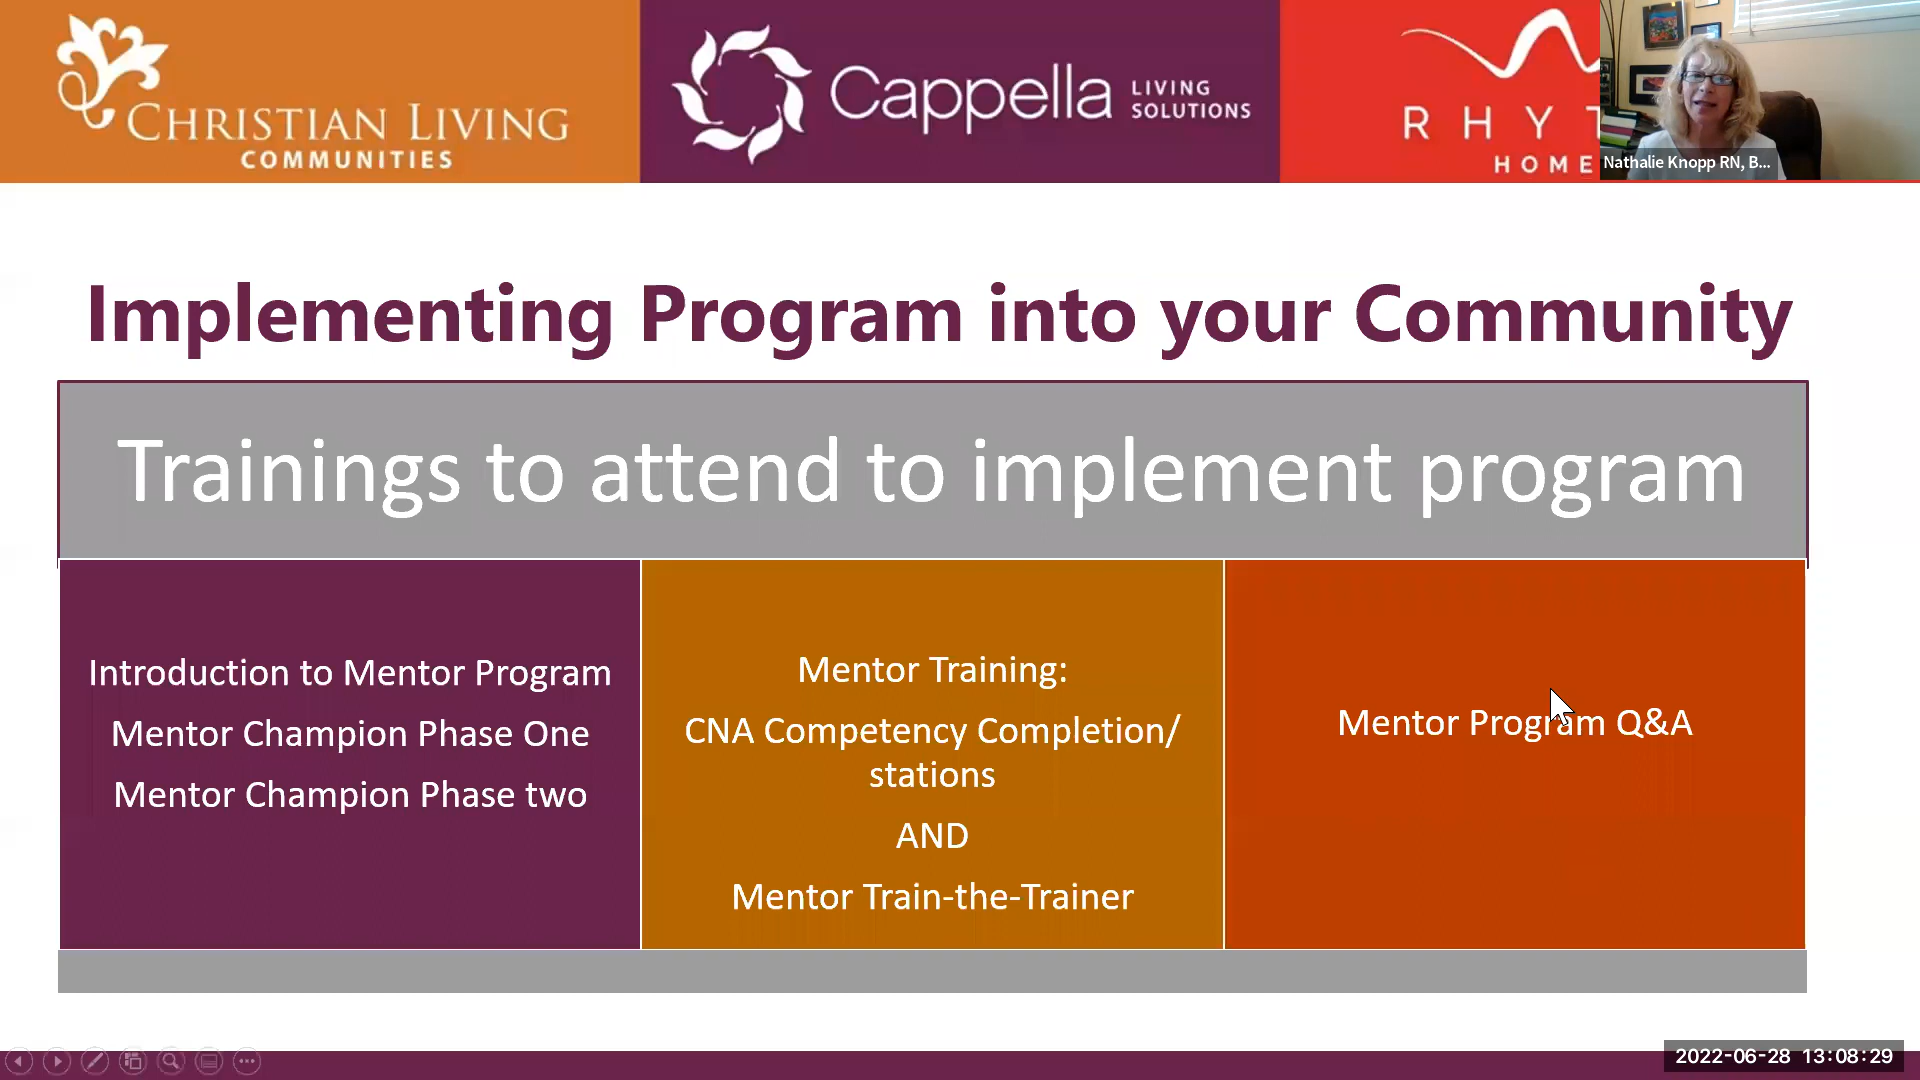 CHRISTIAN LIVING
COMMUNITIES
Cappella
LIVING
SOLUTIONS
RHYT
HOME
Nathalie Knopp RN, B...
Implementing Program into your Community
Trainings to attend to implement program
Introduction to Mentor Program
Mentor Champion Phase One
Mentor Champion Phase two
Mentor Training:
CNA Competency Completion/
stations
AND
Mentor Train-the-Trainer
Mentor Program Q&A
2022-06-28 13:08:29